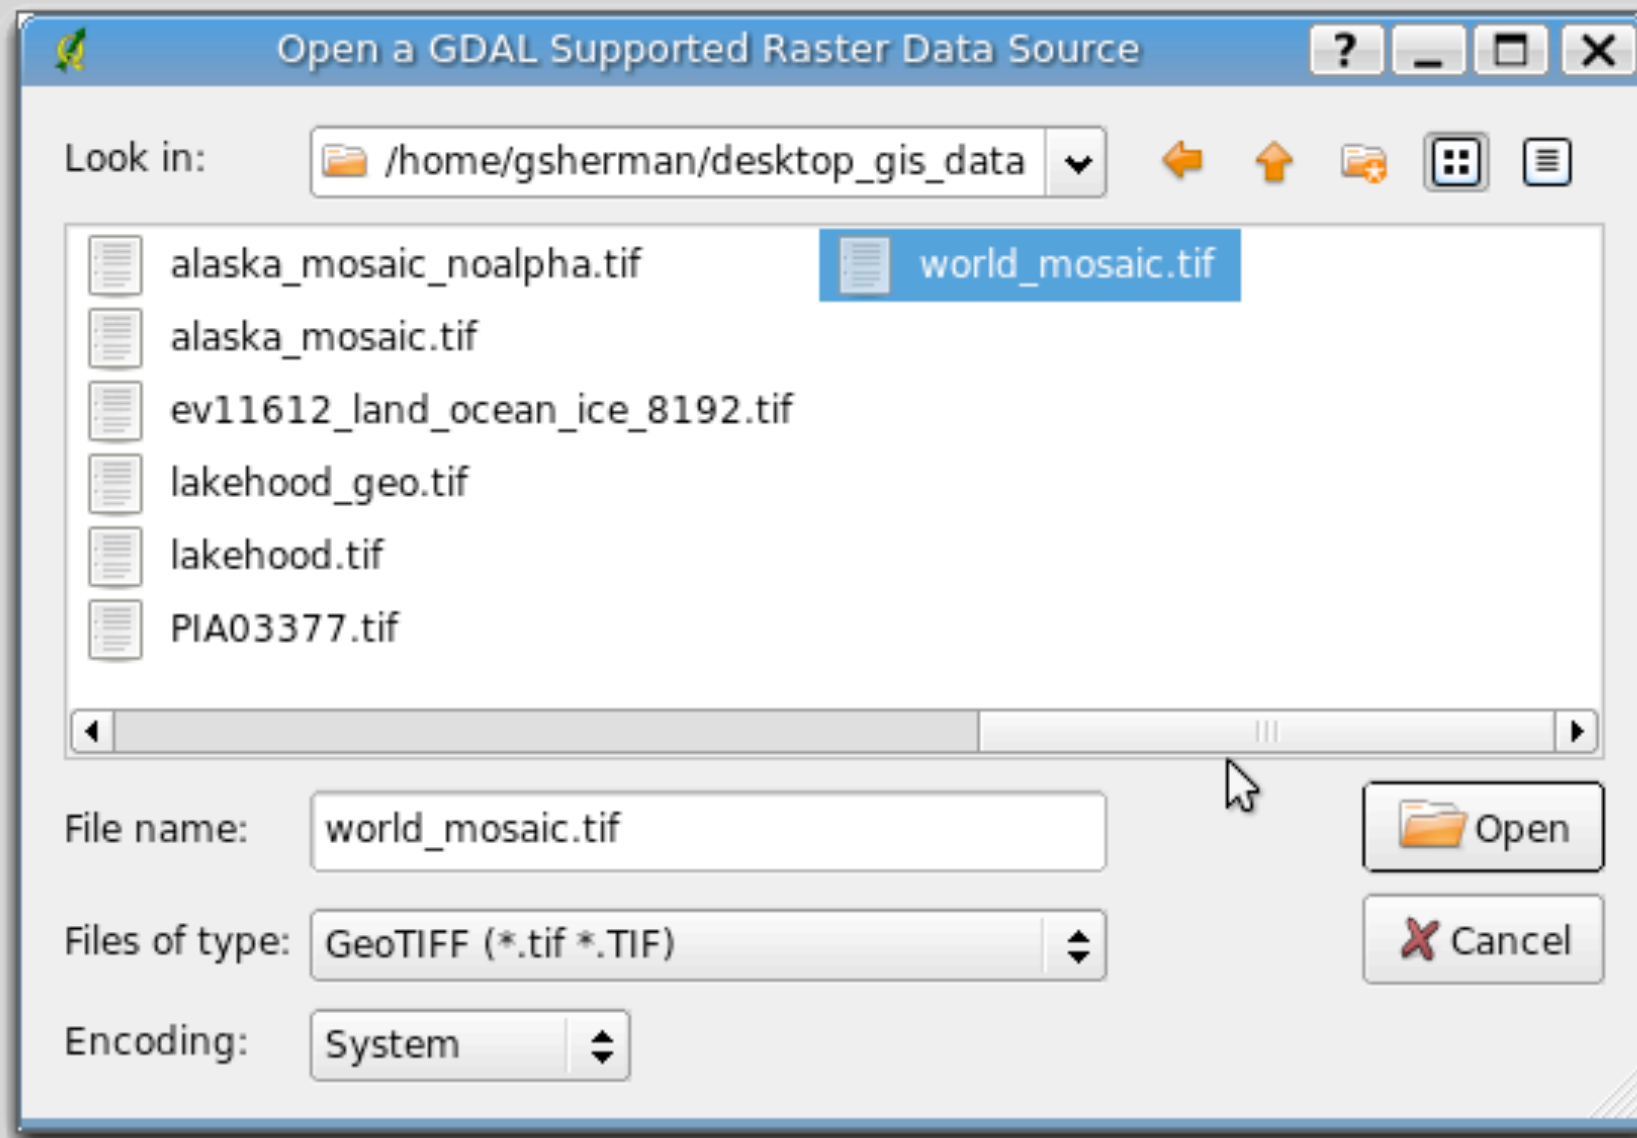 Open a GDAL Supported Raster Data Source
Look in: /home/gsherman/desktop_gis_data
alaska_mosaic_noalpha.tif world_mosaic.tif
alaska_mosaic.tif
ev11612_land_ocean_ice_8192.tif
lakehood_geo.tif
lakehood.tif
PIA03377.tif
File name: world_mosaic.tif Open
Files of type: GeoTIFF (*.tif *.TIF) Cancel
Encoding: System